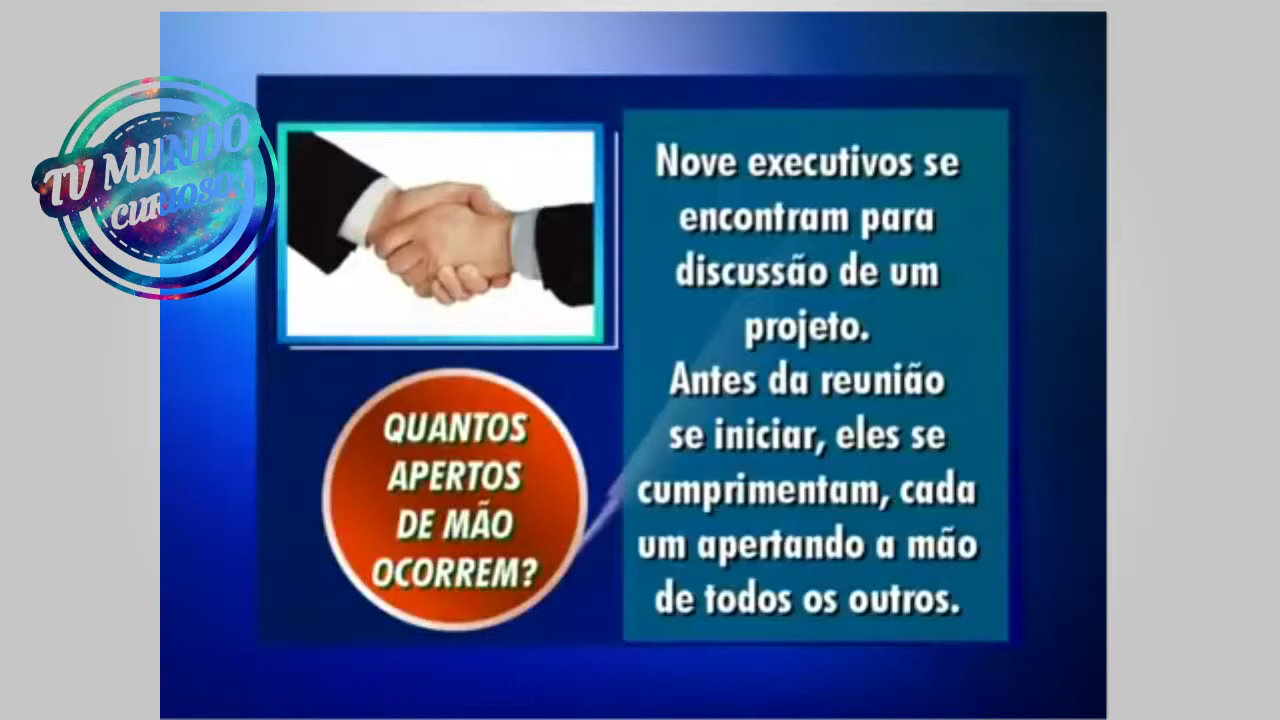 TV MUNDO
CURIOSO
Nove executivos se
encontram para
discussão de um
projeto.
Antes da reunião
se iniciar, eles se
cumprimentam, cada
um apertando a mão
de todos os outros.
QUANTOS
APERTOS
DE MÃO
OCORREM?